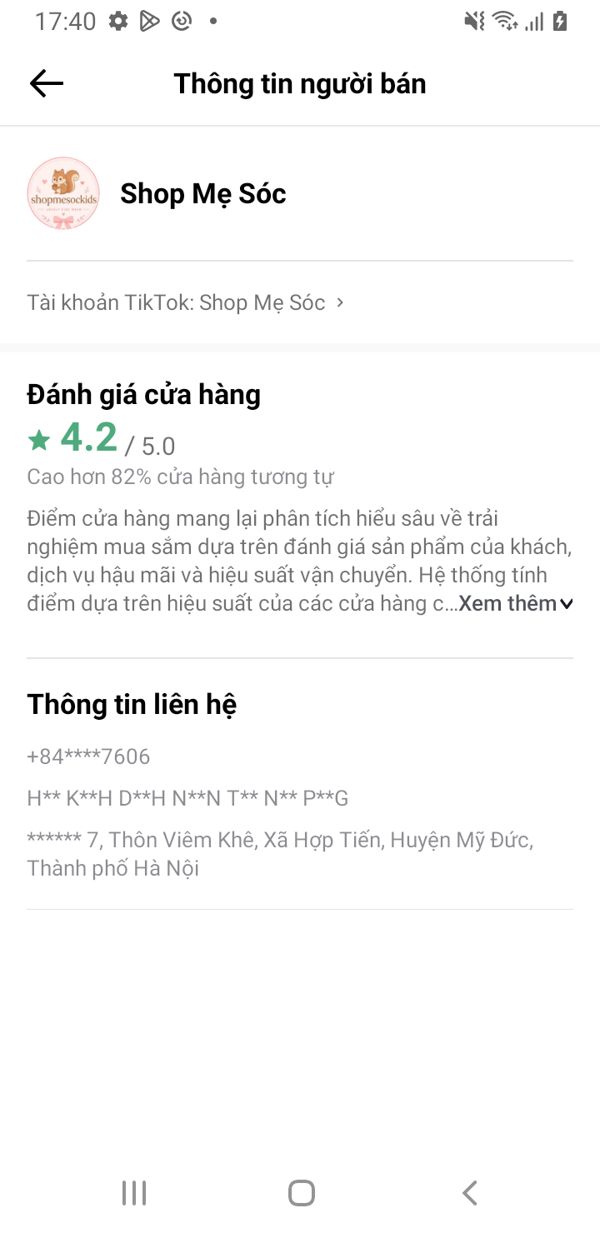 17:40
Thông tin người bán
shopmesockids
Shop Mẹ Sóc
Tài khoản TikTok: Shop Mẹ Sóc
Đánh giá cửa hàng
4.2 / 5.0
Cao hơn 82% cửa hàng tương tự
Điểm cửa hàng mang lại phân tích hiểu sâu về trải
nghiệm mua sắm dựa trên đánh giá sản phẩm của khách,
dịch vụ hậu mãi và hiệu suất vận chuyển. Hệ thống tính
điểm dựa trên hiệu suất của các cửa hàng c...Xem thêm
Thông tin liên hệ
+84****7606
H** K**H D**H N**N T** N** P**G
****** 7, Thôn Viêm Khê, Xã Hợp Tiến, Huyện Mỹ Đức,
Thành phố Hà Nội